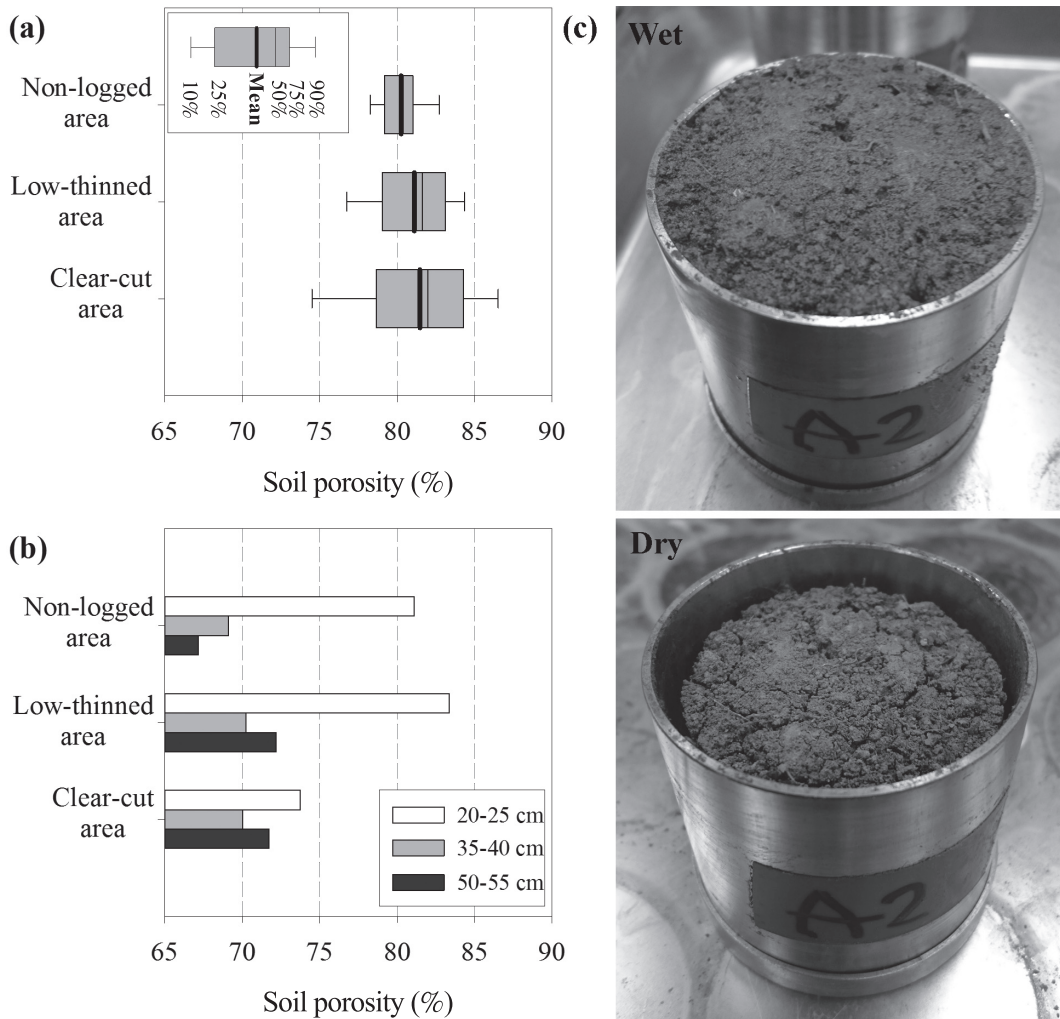 (a)
10%
25%
Mean
50%
75%
90%
Non-logged
area
Low-thinned
area
Clear-cut
area
65 70 75 80 85 90
Soil porosity (%)
(b)
Non-logged
area
Low-thinned
area
Clear-cut
area
20-25 cm
35-40 cm
50-55 cm
65 70 75 80 85 90
Soil porosity (%)
(c)
Wet
A2
Dry
A2